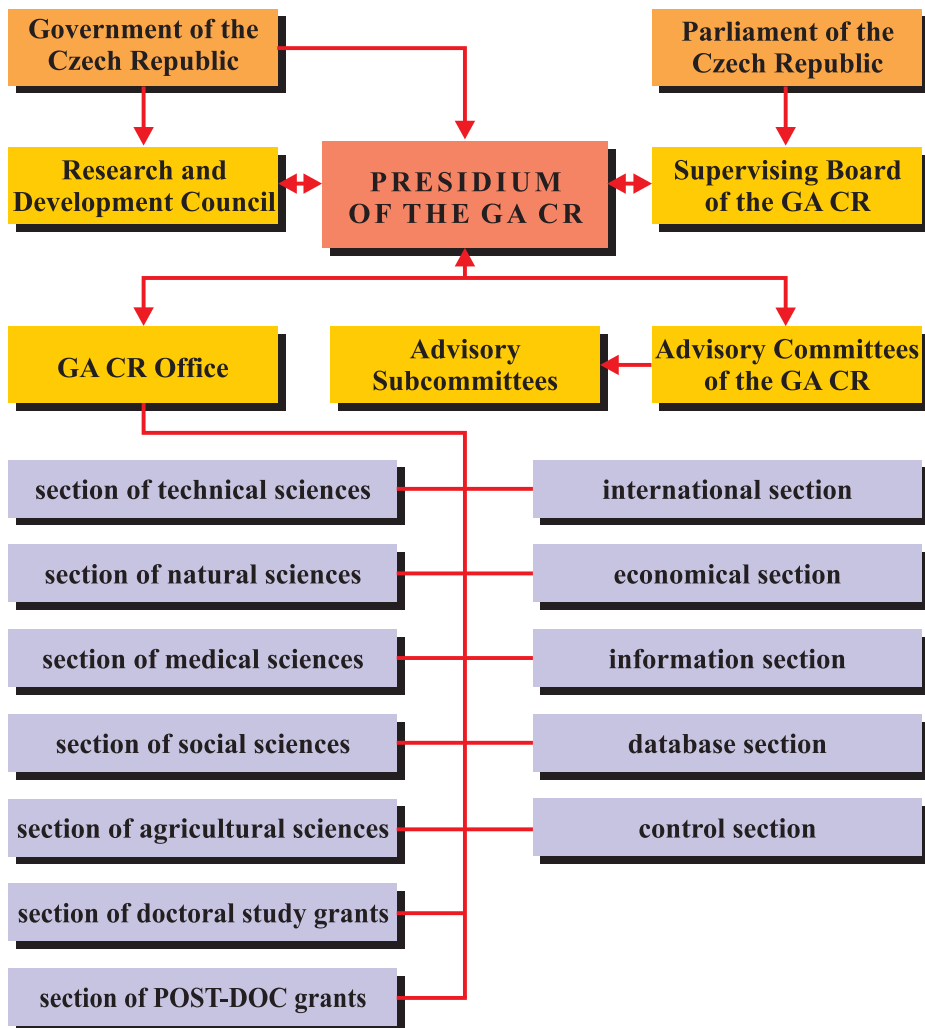 Government of the
Czech Republic
Parliament of the
Czech Republic
Research and
Development Council
PRESIDIUM
OF THE GA CR
Supervising Board
of the GA CR
GA CR Office
Advisory
Subcommittees
Advisory Committees
of the GA CR
section of technical sciences
international section
section of natural sciences
economical section
section of medical sciences
information section
section of social sciences
database section
section of agricultural sciences
control section
section of doctoral study grants
section of POST-DOC grants